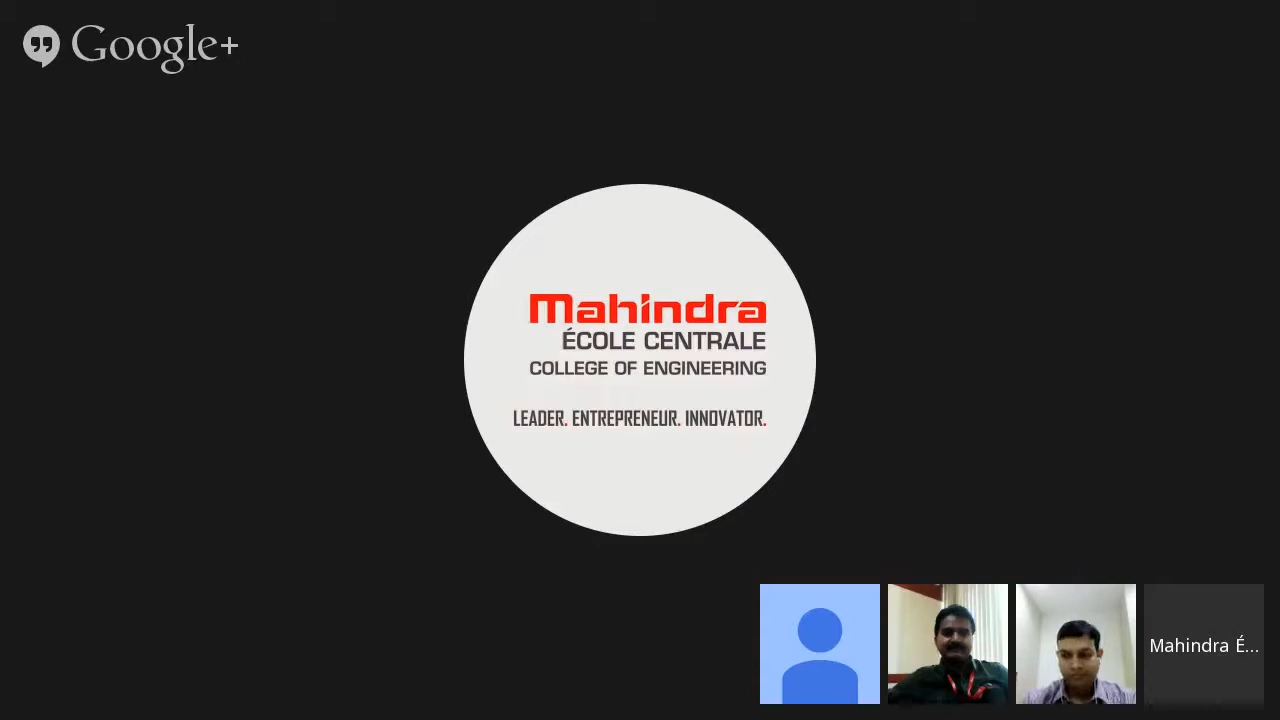 Google+
Mahindra
ÉCOLE CENTRALE
COLLEGE OF ENGINEERING
LEADER. ENTREPRENEUR. INNOVATOR.
Mahindra É...